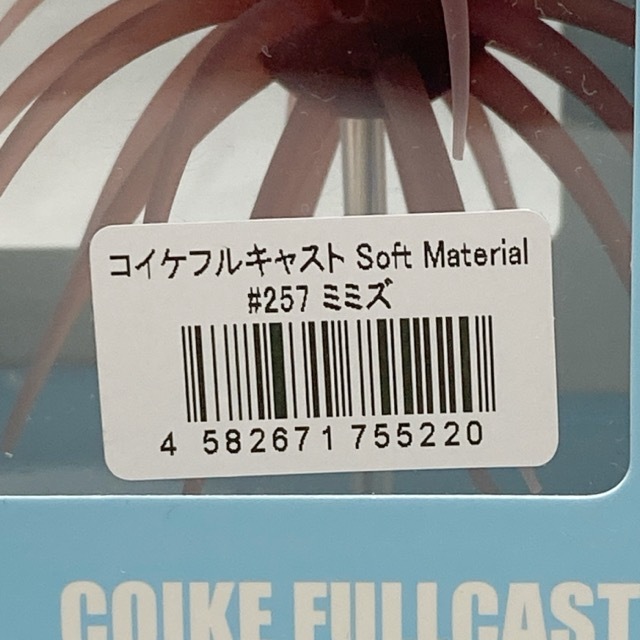 コイケフルキャスト Soft Material
#257 ミミズ
4 582671 755220
COIKE FULLCAST